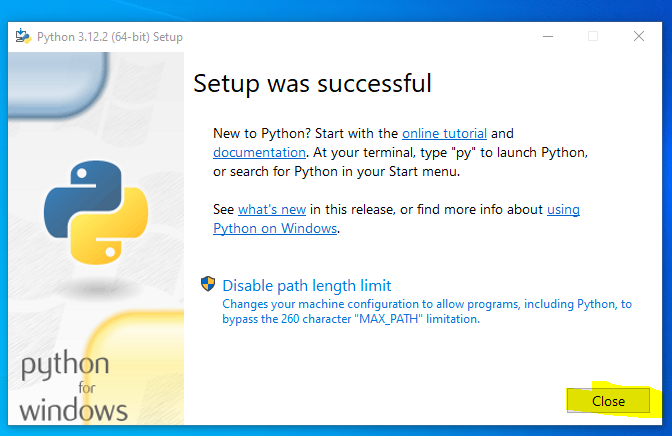 Python 3.12.2 (64-bit) Setup
Setup was successful
New to Python? Start with the online tutorial and
documentation. At your terminal, type "py" to launch Python,
or search for Python in your Start menu.
See what's new in this release, or find more info about using
Python on Windows.
Disable path length limit
Changes your machine configuration to allow programs, including Python, to
bypass the 260 character "MAX_PATH" limitation.
python
for
windows
Close